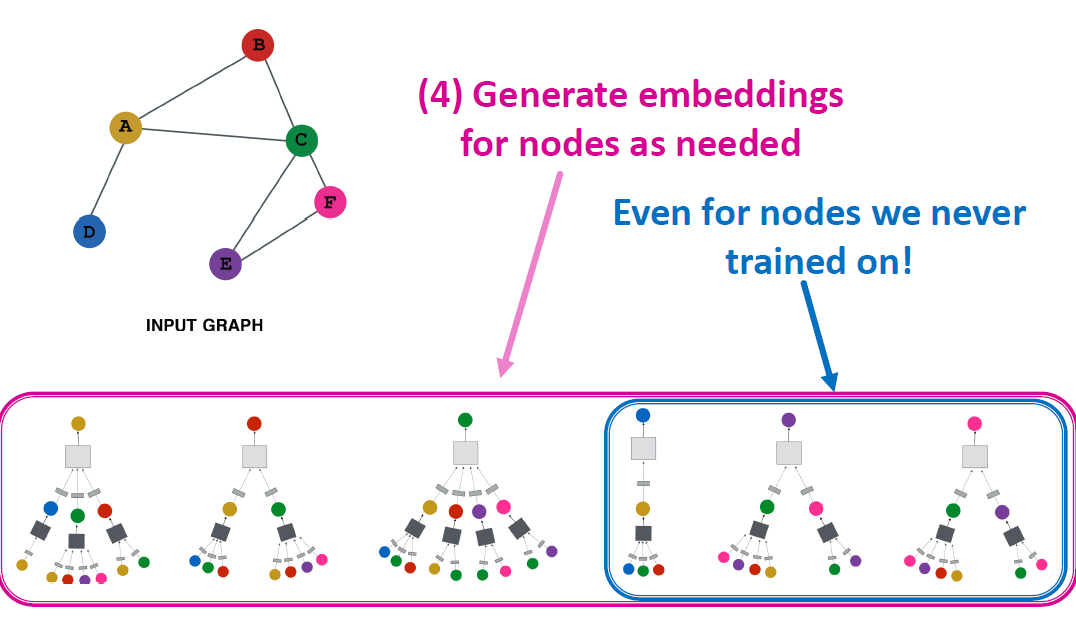 B
(4) Generate embeddings
for nodes as needed
A
C
F
Even for nodes we never
trained on!
D
E
INPUT GRAPH